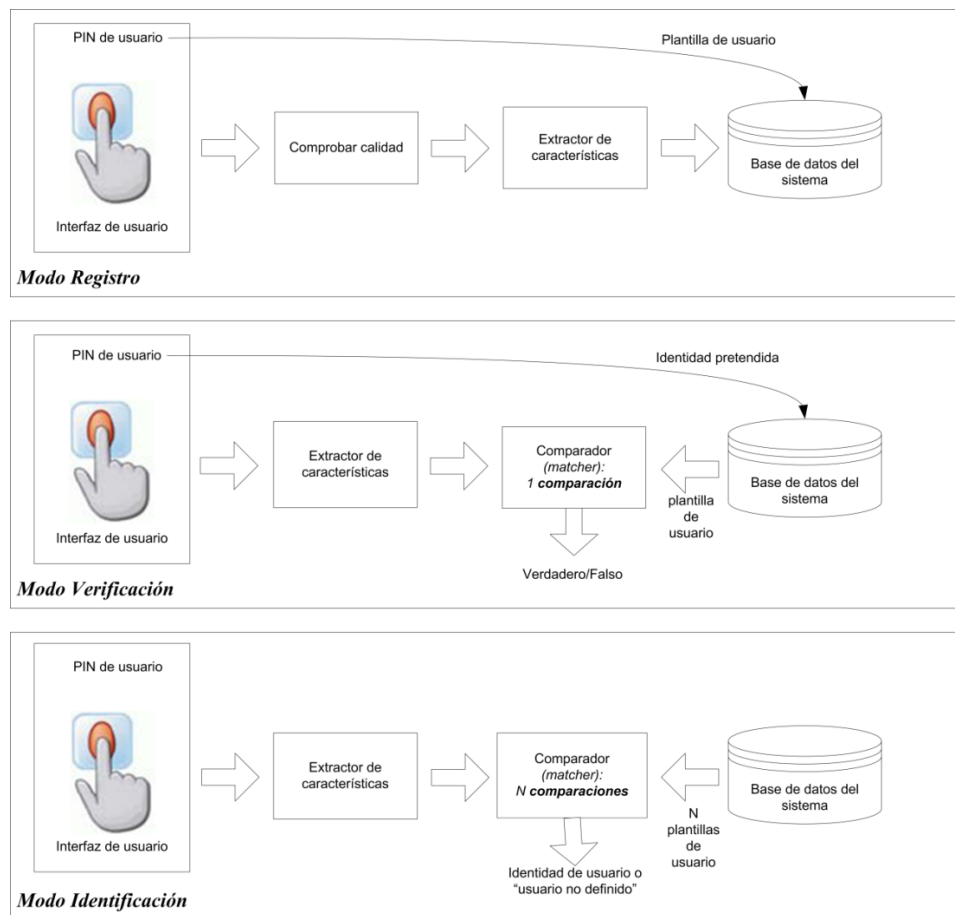 PIN de usuario
Plantilla de usuario
Comprobar calidad
Extractor de
características
Base de datos del
sistema
Interfaz de usuario
Modo Registro
PIN de usuario
Identidad pretendida
Extractor de
características
Comparador
(matcher):
1 comparación
Base de datos del
sistema
plantilla
de
usuario
Interfaz de usuario
Verdadero/Falso
Modo Verificación
PIN de usuario
Extractor de
características
Comparador
(matcher):
N comparaciones
Base de datos del
sistema
N
plantillas
de
usuario
Interfaz de usuario
Identidad de usuario o
“usuario no definido”
Modo Identificación